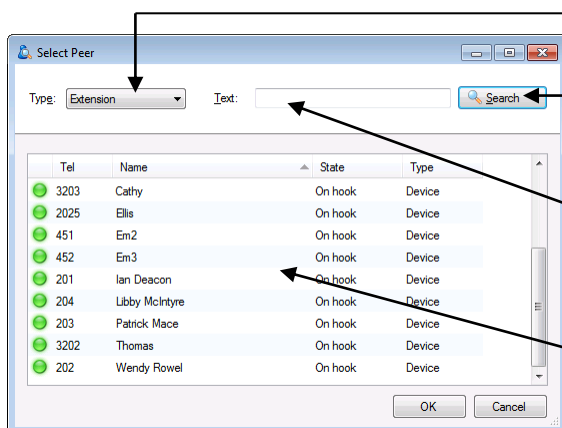 Select Peer
Type: Extension Text: Search
Tel Name State Type
3203 Cathy On hook Device
2025 Ellis On hook Device
451 Em2 On hook Device
452 Em3 On hook Device
201 Ian Deacon On hook Device
204 Libby McIntyre On hook Device
203 Patrick Mace On hook Device
3202 Thomas On hook Device
202 Wendy Rowel On hook Device
OK Cancel